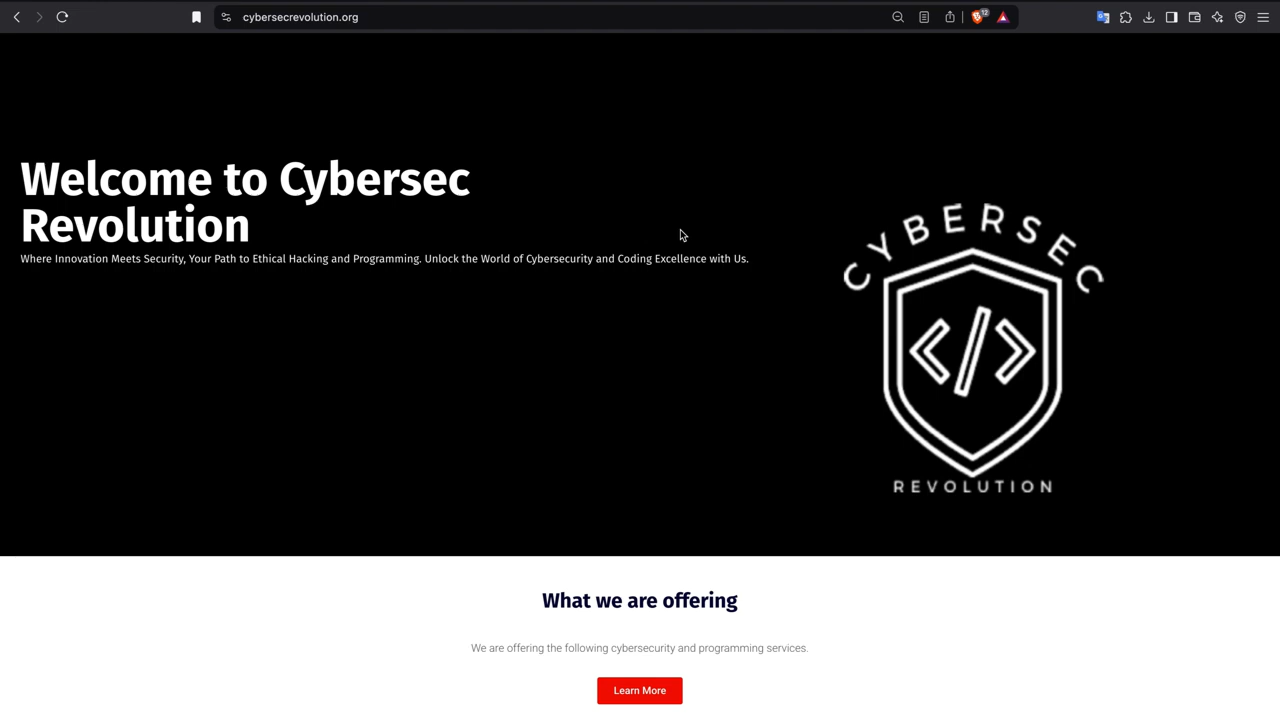 cybersecrevolution.org
12
Welcome to Cybersec
Revolution
Where Innovation Meets Security, Your Path to Ethical Hacking and Programming. Unlock the World of Cybersecurity and Coding Excellence with Us.
CYBERSEC
</>
REVOLUTION
What we are offering
We are offering the following cybersecurity and programming services.
Learn More